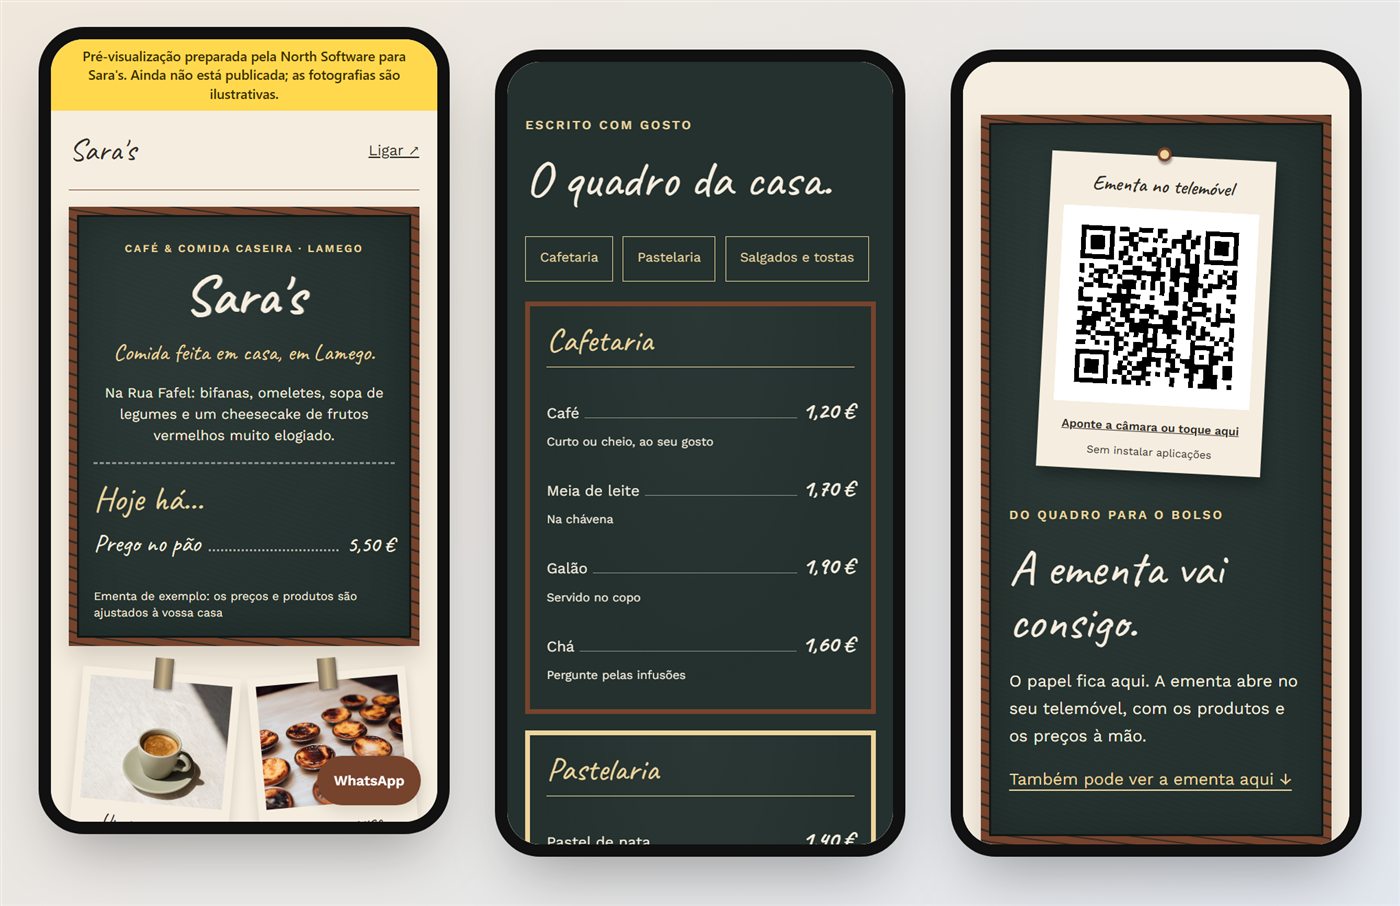 Pré-visualização preparada pela North Software para
Sara's. Ainda não está publicada; as fotografias são
ilustrativas.
Sara's
Ligar ↗
CAFÉ & COMIDA CASEIRA · LAMEGO
Sara's
Comida feita em casa, em Lamego.
Na Rua Fafel: bifanas, omeletes, sopa de
legumes e um cheesecake de frutos
vermelhos muito elogiado.
Hoje há...
Prego no pão 5,50 €
Ementa de exemplo: os preços e produtos são
ajustados à vossa casa
WhatsApp
ESCRITO COM GOSTO
O quadro da casa.
Cafetaria
Pastelaria
Salgados e tostas
Cafetaria
Café 1,20 €
Curto ou cheio, ao seu gosto
Meia de leite 1,70 €
Na chávena
Galão 1,90 €
Servido no copo
Chá 1,60 €
Pergunte pelas infusões
Pastelaria
Pastel de nata 1,40 €
Ementa no telemóvel
Aponte a câmara ou toque aqui
Sem instalar aplicações
DO QUADRO PARA O BOLSO
A ementa vai
consigo.
O papel fica aqui. A ementa abre no
seu telemóvel, com os produtos e
os preços à mão.
Também pode ver a ementa aqui ↓